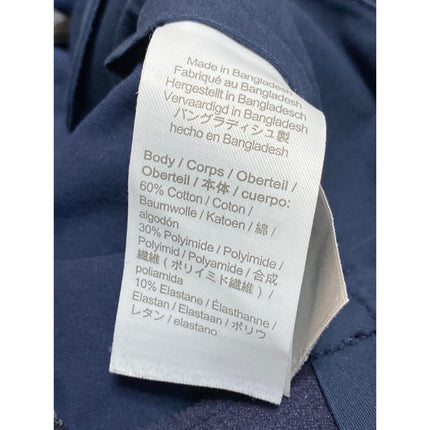 Made in Bangladesh
Fabriqué au Bangladesh
Hergestellt in Bangladesch
Vervaardigd in Bangladesh
バングラディシュ製
hecho en Bangladesh
Body / Corps / Oberteil /
Oberteil / 本体 / cuerpo:
60% Cotton / Coton /
Baumwolle / Katoen / 綿 /
algodón
30% Polyimide / Polyimide /
Polyimid / Polyamide / 合成
繊維 (ポリイミド繊維) /
poliamida
10% Elastane / Élasthanne /
Elastan / Elastaan / ポリウ
レタン / elastano